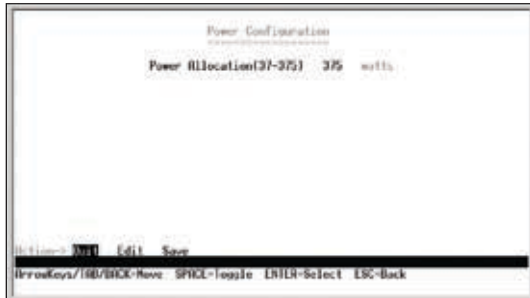 Power Configuration
Power Allocation(37-375) 375 watts
Action-> Quit Edit Save
ArrowKeys/TAB/BACK-Move SPACE-Toggle ENTER-Select ESC-Back